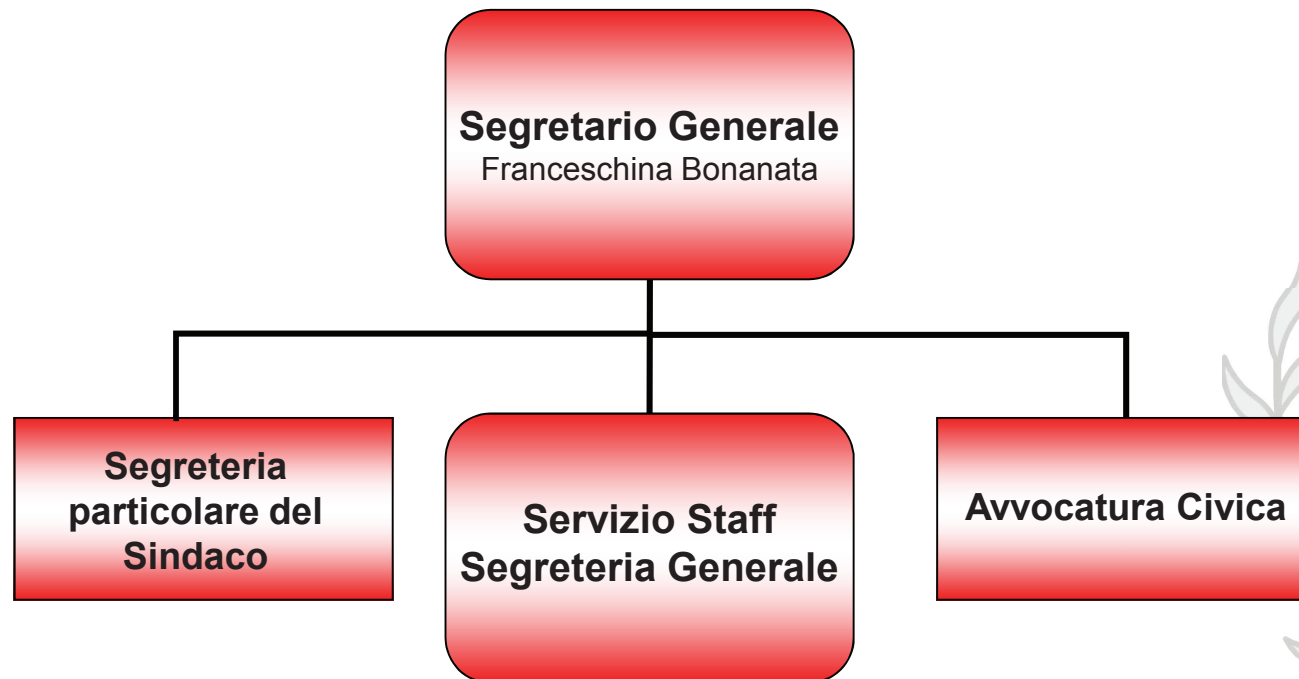 Segretario Generale
Franceschina Bonanata
Segreteria
particolare del
Sindaco
Servizio Staff
Segreteria Generale
Avvocatura Civica